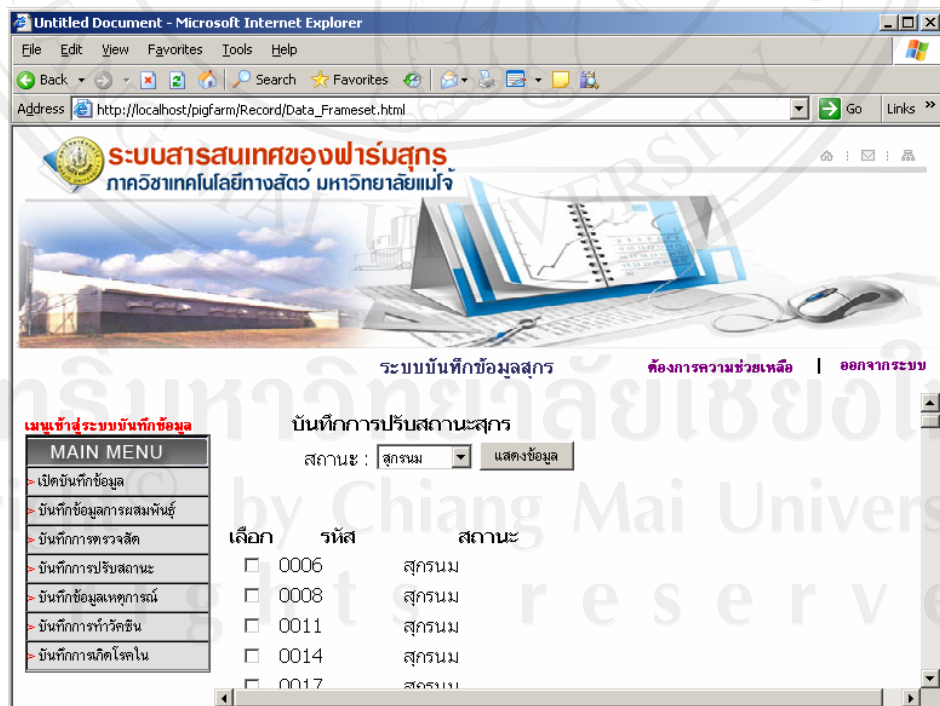 Untitled Document - Microsoft Internet Explorer
File Edit View Favorites Tools Help
Back Search Favorites
Address http://localhost/pigfarm/Record/Data_Frameset.html Go Links »
ระบบสารสนเทศของฟาร์มสุกร
ภาควิชาเทคโนโลยีทางสัตว์ มหาวิทยาลัยแม่โจ้
ระบบบันทึกข้อมูลสุกร ต้องการความช่วยเหลือ | ออกจากระบบ
เมนูเข้าสู่ระบบบันทึกข้อมูล
MAIN MENU
เปิดบันทึกข้อมูล
บันทึกข้อมูลการผสมพันธุ์
บันทึกการตรวจสัด
บันทึกการปรับสถานะ
บันทึกข้อมูลเหตุการณ์
บันทึกการทำวัคซีน
บันทึกการเกิดโรคใน
บันทึกการปรับสถานะสุกร
สถานะ : สุกรนม แสดงข้อมูล
เลือก รหัส สถานะ
0006 สุกรนม
0008 สุกรนม
0011 สุกรนม
0014 สุกรนม
0017 สุกรนม
by Chiang Mai Univers
rights reserve